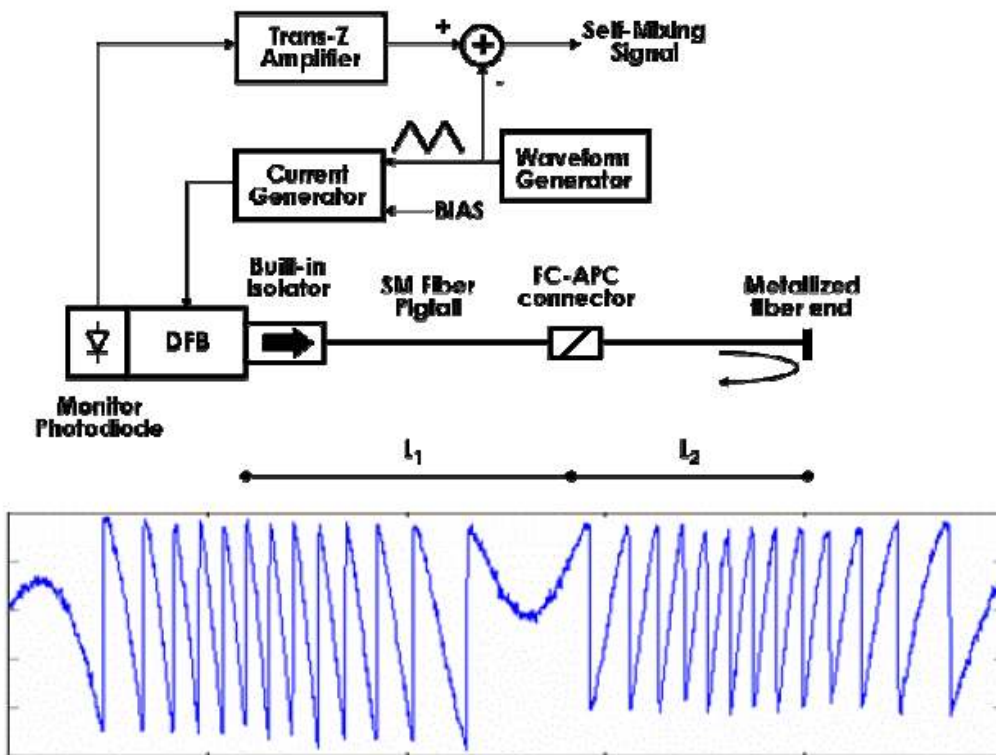 Trans-Z
Amplifier
+
+
-
Self-Mixing
Signal
Current
Generator
Waveform
Generator
BIAS
Built-in
Isolator
SM Fiber
Pigtail
FC-APC
connector
Metallized
fiber end
DFB
Monitor
Photodiode
L1
L2